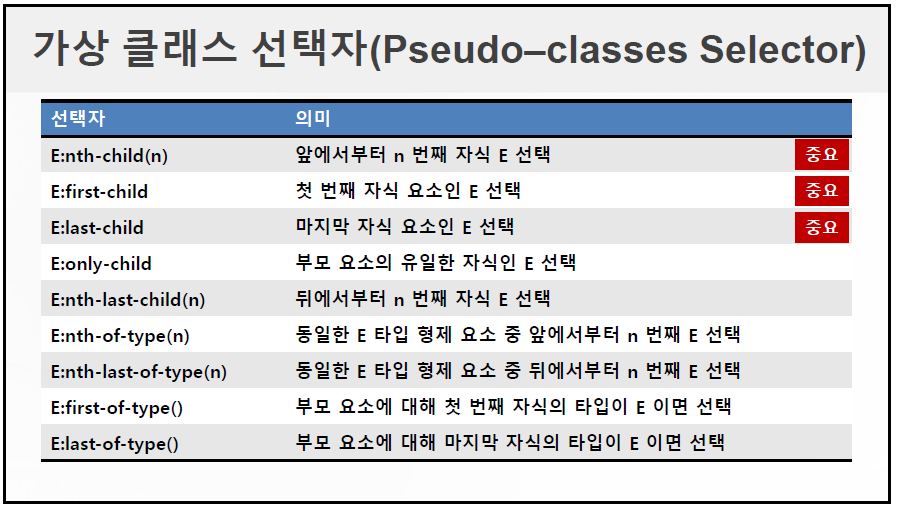 가상 클래스 선택자(Pseudo–classes Selector)
선택자 의미
E:nth-child(n) 앞에서부터 n 번째 자식 E 선택 중요
E:first-child 첫 번째 자식 요소인 E 선택 중요
E:last-child 마지막 자식 요소인 E 선택 중요
E:only-child 부모 요소의 유일한 자식인 E 선택
E:nth-last-child(n) 뒤에서부터 n 번째 자식 E 선택
E:nth-of-type(n) 동일한 E 타입 형제 요소 중 앞에서부터 n 번째 E 선택
E:nth-last-of-type(n) 동일한 E 타입 형제 요소 중 뒤에서부터 n 번째 E 선택
E:first-of-type() 부모 요소에 대해 첫 번째 자식의 타입이 E 이면 선택
E:last-of-type() 부모 요소에 대해 마지막 자식의 타입이 E 이면 선택